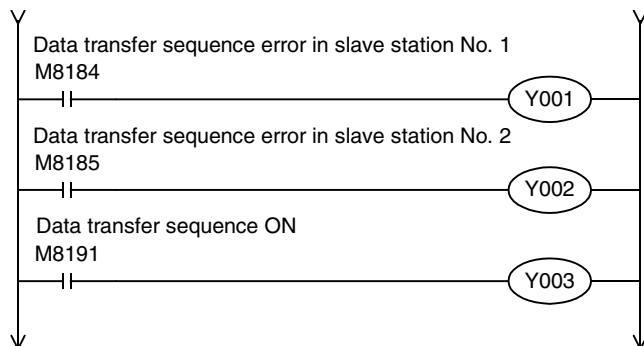 Data transfer sequence error in slave station No. 1
M8184
Y001
Data transfer sequence error in slave station No. 2
M8185
Y002
Data transfer sequence ON
M8191
Y003